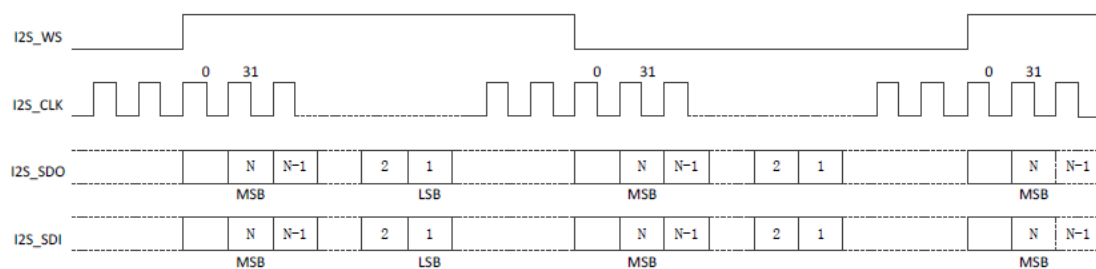 I2S_WS
0 31 0 31 0 31
I2S_CLK
I2S_SDO N N-1 2 1 N N-1 2 1 N N-1
MSB LSB MSB MSB
I2S_SDI N N-1 2 1 N N-1 2 1 N N-1
MSB LSB MSB MSB